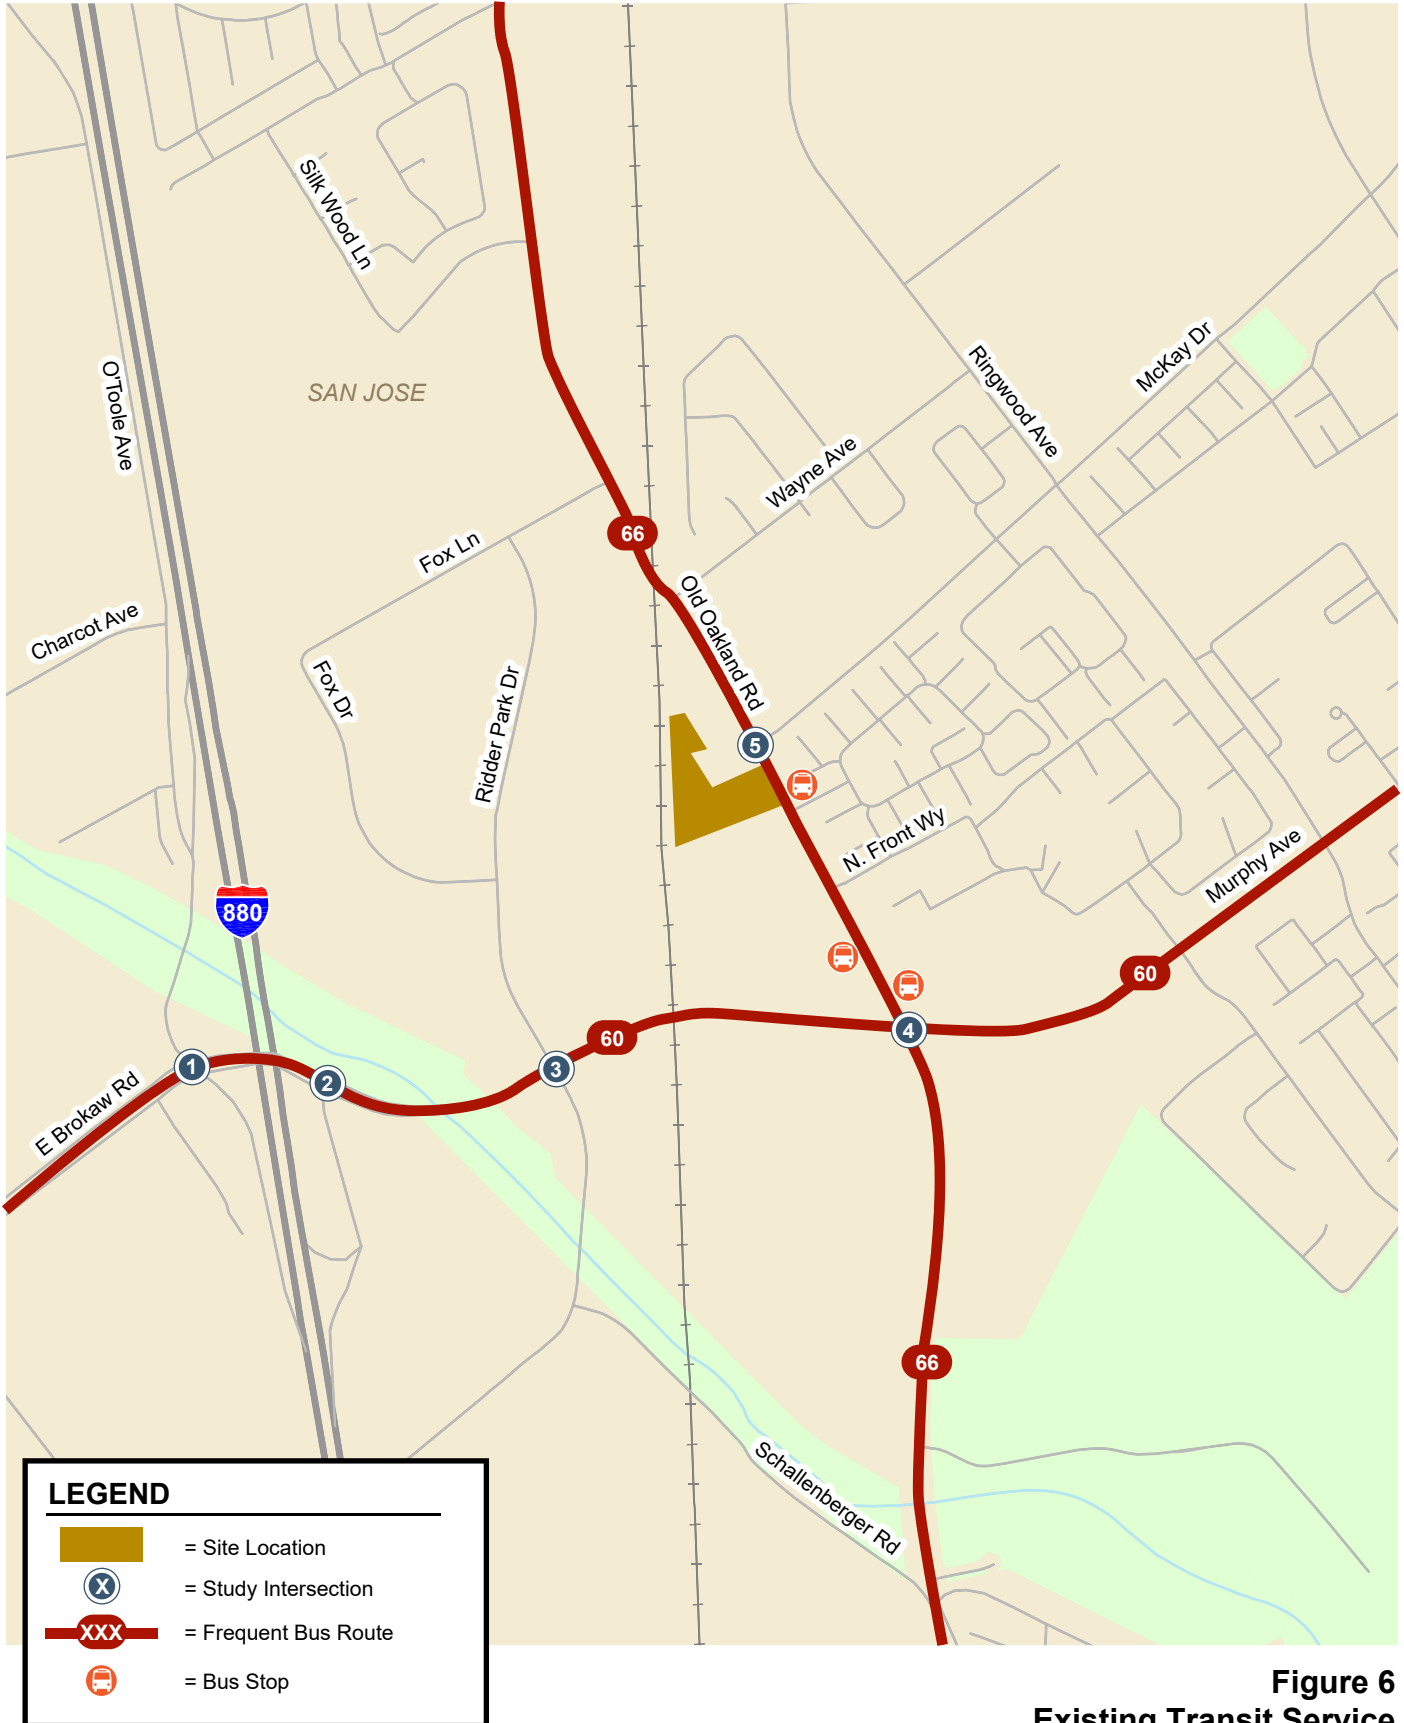 Silk Wood Ln
SAN JOSE
O'Toole Ave
Ringwood Ave
McKay Dr
Wayne Ave
66
Fox Ln
Old Oakland Rd
Charcot Ave
Fox Dr
Ridder Park Dr
5
N. Front Wy
Murphy Ave
880
60
60
4
3
1
2
E Brokaw Rd
66
Schallenberger Rd
LEGEND
= Site Location
X = Study Intersection
XXX = Frequent Bus Route
= Bus Stop
Figure 6
Existing Transit Service